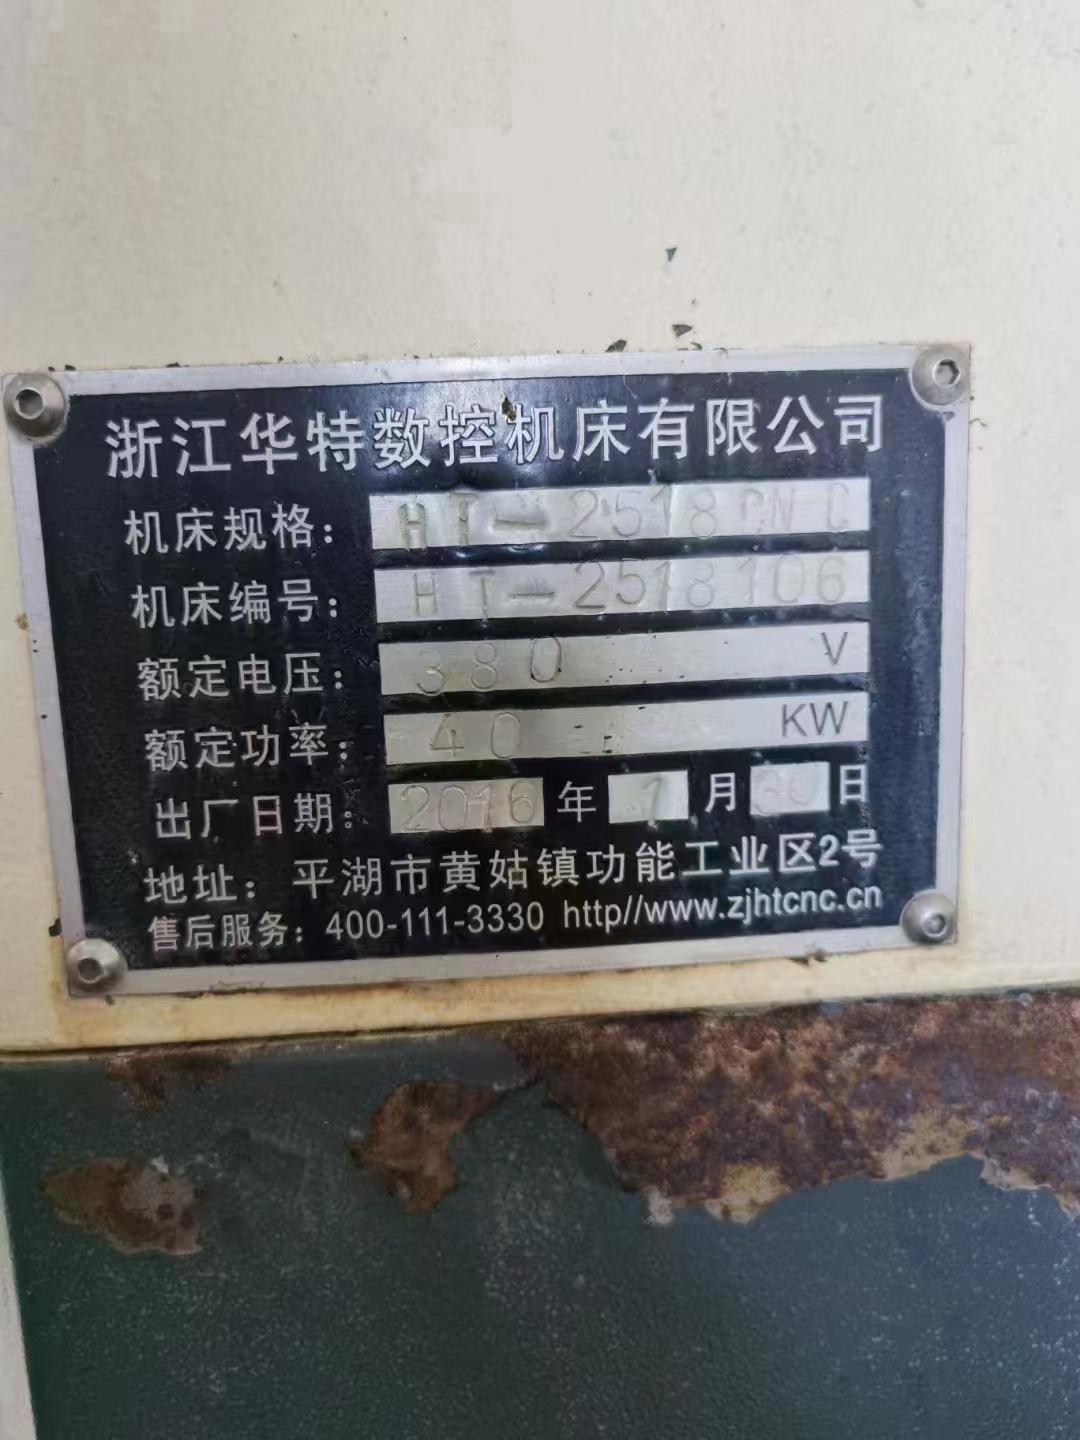 浙江华特数控机床有限公司
机床规格: HT-2518CNC
机床编号: HT-2518106
额定电压: 380 V
额定功率: 40 KW
出厂日期: 2016 年 1 月 30 日
地址: 平湖市黄姑镇功能工业区2号
售后服务: 400-111-3330 http//www.zjhtcnc.cn